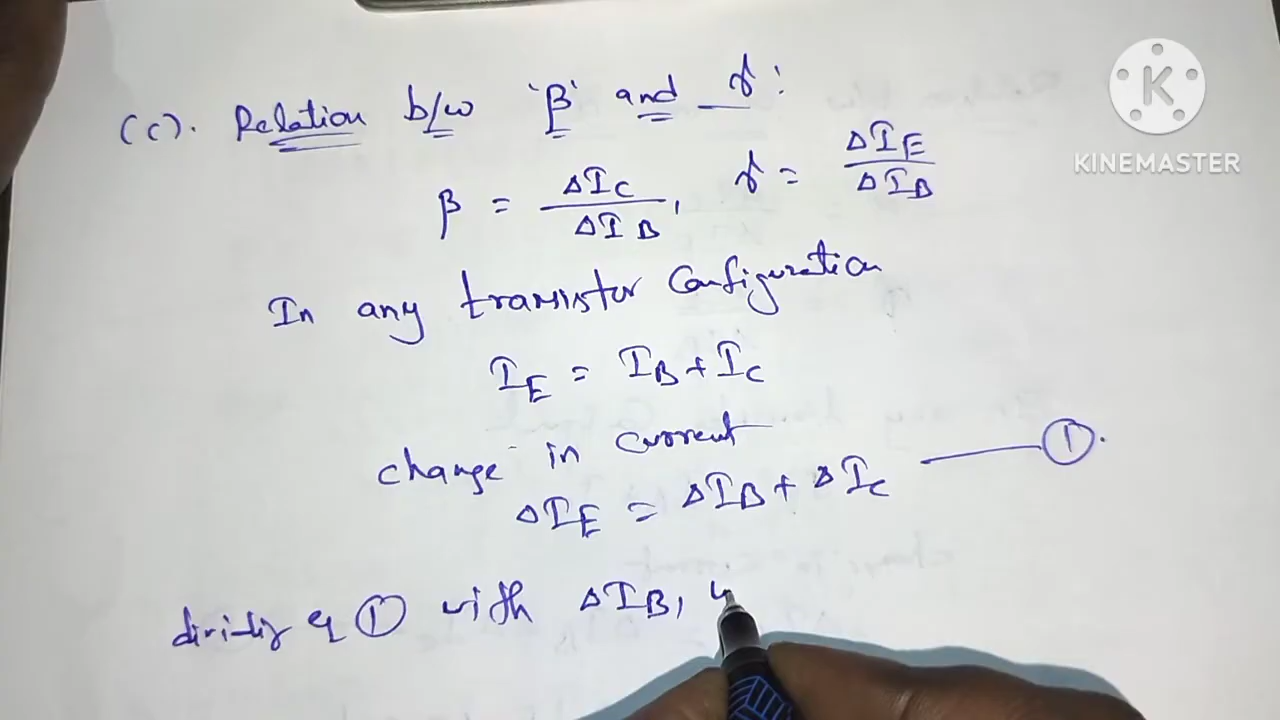 (c). Relation b/w 'β' and γ:
β = ΔIC / ΔIB, γ = ΔIE / ΔIB
KINEMASTER
In any transistor Configuration
IE = IB + IC
change in current
ΔIE = ΔIB + ΔIC — ①.
dividing eq ① with ΔIB,